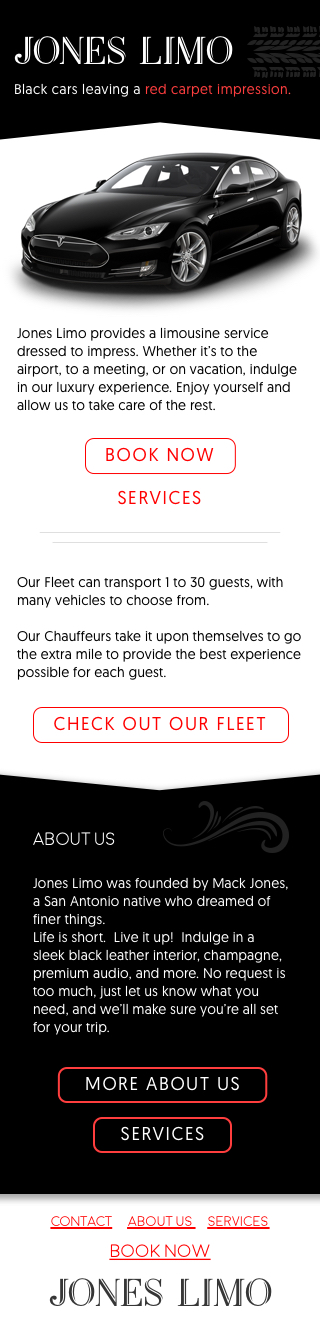 JONES LIMO
Black cars leaving a red carpet impression.
Jones Limo provides a limousine service
dressed to impress. Whether it's to the
airport, to a meeting, or on vacation, indulge
in our luxury experience. Enjoy yourself and
allow us to take care of the rest.
BOOK NOW
SERVICES
Our Fleet can transport 1 to 30 guests, with
many vehicles to choose from.
Our Chauffeurs take it upon themselves to go
the extra mile to provide the best experience
possible for each guest.
CHECK OUT OUR FLEET
ABOUT US
Jones Limo was founded by Mack Jones,
a San Antonio native who dreamed of
finer things.
Life is short.  Live it up!  Indulge in a
sleek black leather interior, champagne,
premium audio, and more. No request is
too much, just let us know what you
need, and we'll make sure you're all set
for your trip.
MORE ABOUT US
SERVICES
CONTACT ABOUT US SERVICES
BOOK NOW
JONES LIMO